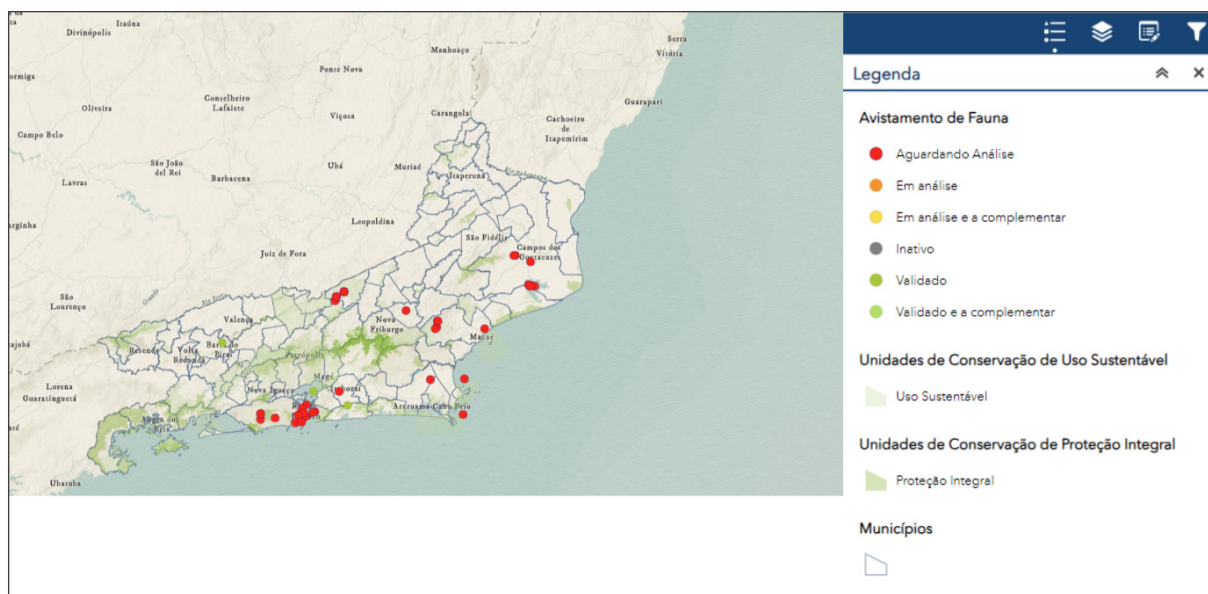 Itaúna
Divinópolis
Manhuaçu
Serra
Vitória
Ponte Nova
Oliveira
Conselheiro
Lafaiete
Viçosa
Carangola
Guarapari
Cachoeiro
de
Itapemirim
Campo Belo
São João
del Rei
Barbacena
Ubá
Muriaé
Itaperuna
Lavras
Leopoldina
São Fidélis
Campos dos
Goytacazes
Juiz de Fora
São
Lourenço
Valença
Nova
Friburgo
Resende
Volta
Redonda
Barra do
Piraí
Petrópolis
Macaé
Magé
Lorena
Guaratinguetá
Nova Iguaçu
Itaboraí
Araruama
Cabo Frio
Angra dos
Reis
Ubatuba
Legenda
Avistamento de Fauna
Aguardando Análise
Em análise
Em análise e a complementar
Inativo
Validado
Validado e a complementar
Unidades de Conservação de Uso Sustentável
Uso Sustentável
Unidades de Conservação de Proteção Integral
Proteção Integral
Municípios